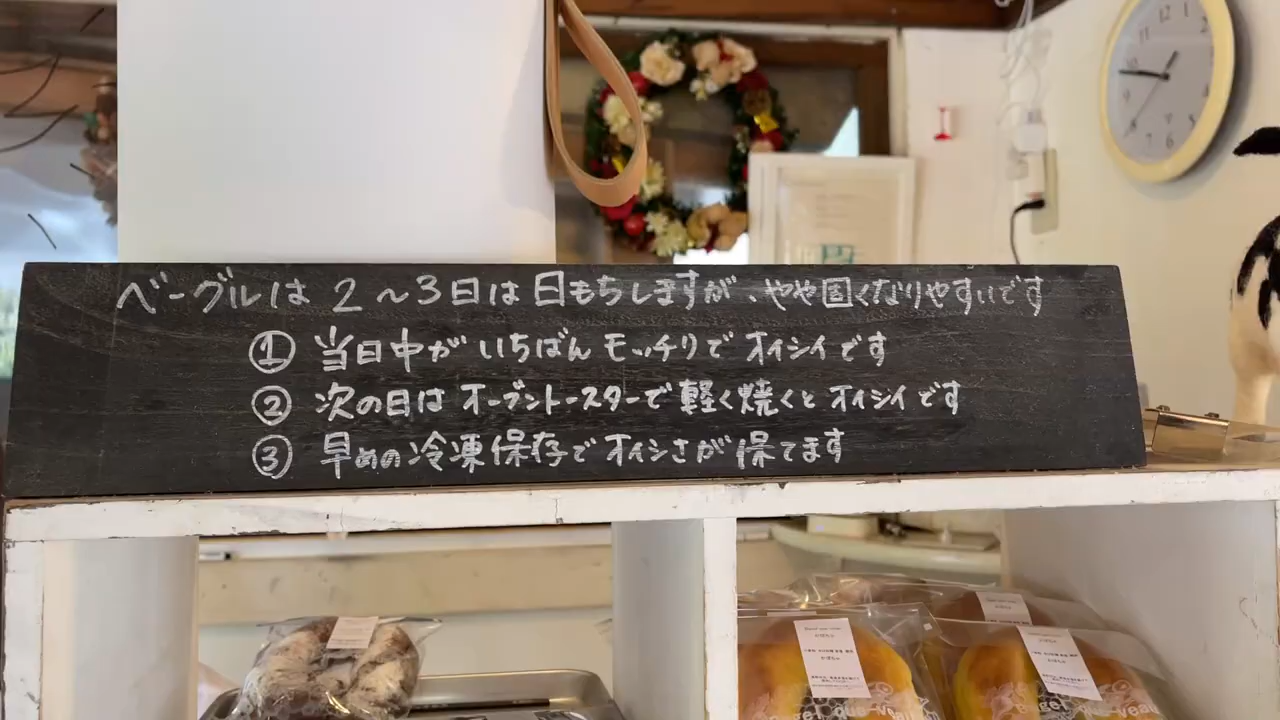 ベーグルは 2～3日は 日もちしますが、やや固くなりやすいです
① 当日中が いちばん モッチリで オイシイです
② 次の日は オーブントースターで 軽く焼くと オイシイです
③ 早めの冷凍保存で オイシさが 保てます